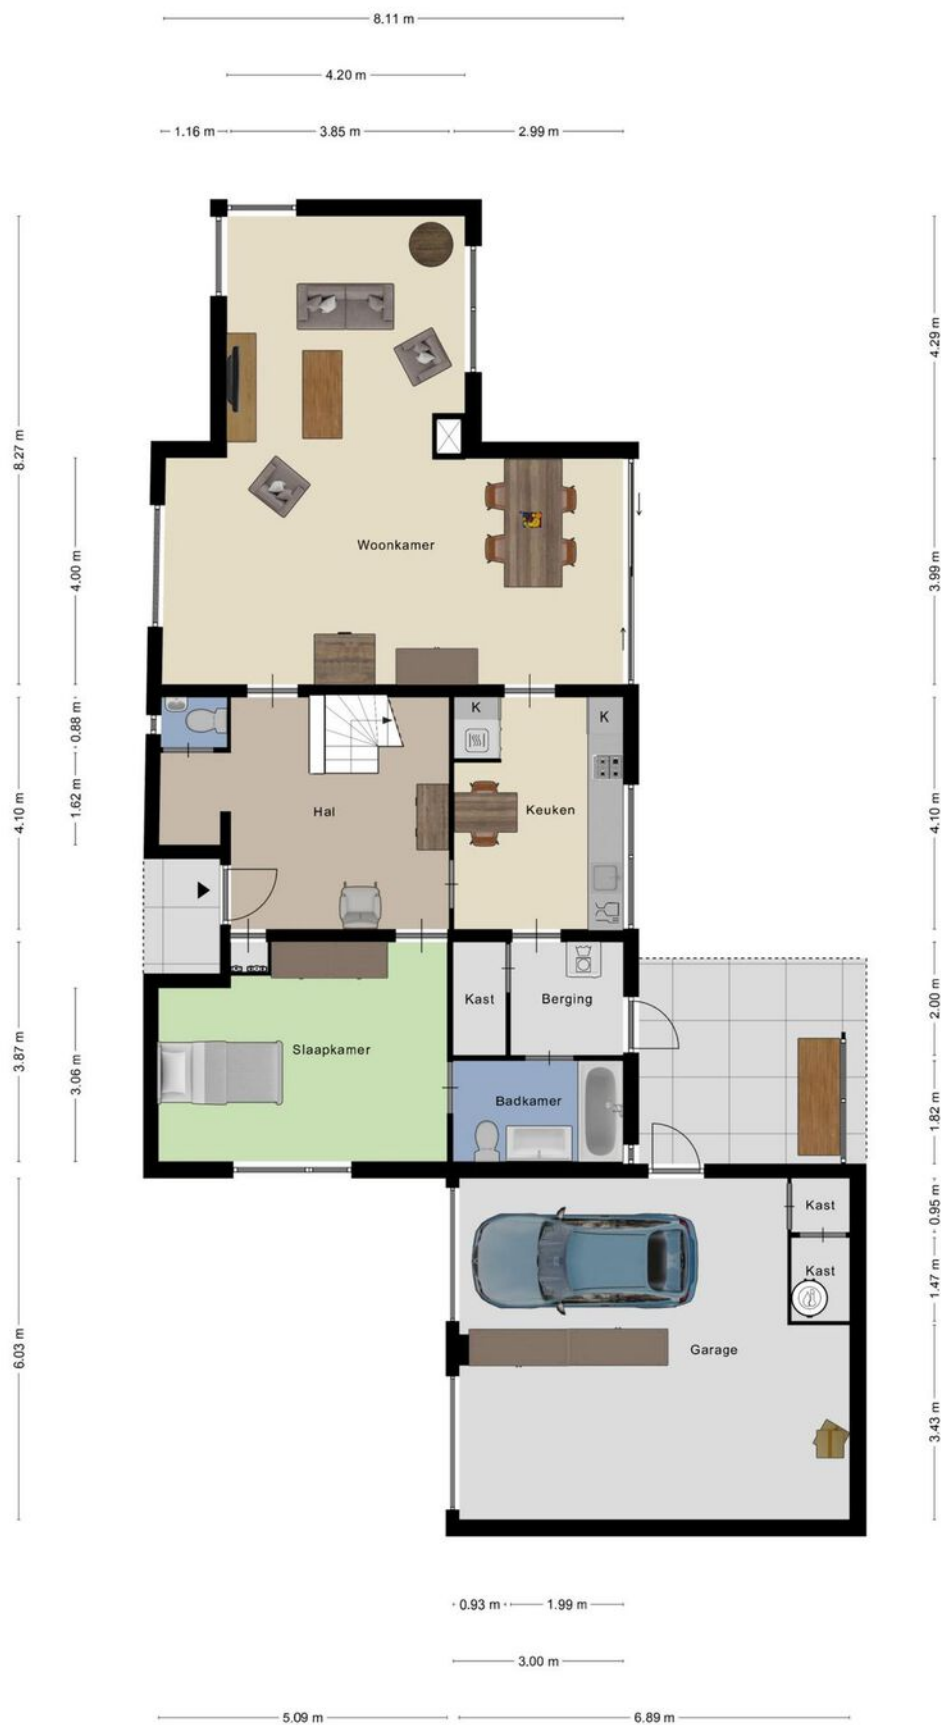 8.11 m
4.20 m
1.16 m 3.85 m 2.99 m
4.29 m
8.27 m
Woonkamer
4.00 m
3.99 m
K
K
0.88 m
1.62 m
4.10 m
Hal
Keuken
4.10 m
Kast
Berging
2.00 m
Slaapkamer
3.87 m
3.06 m
Badkamer
1.82 m
Kast
0.95 m
Kast
1.47 m
6.03 m
Garage
3.43 m
0.93 m 1.99 m
3.00 m
5.09 m 6.89 m